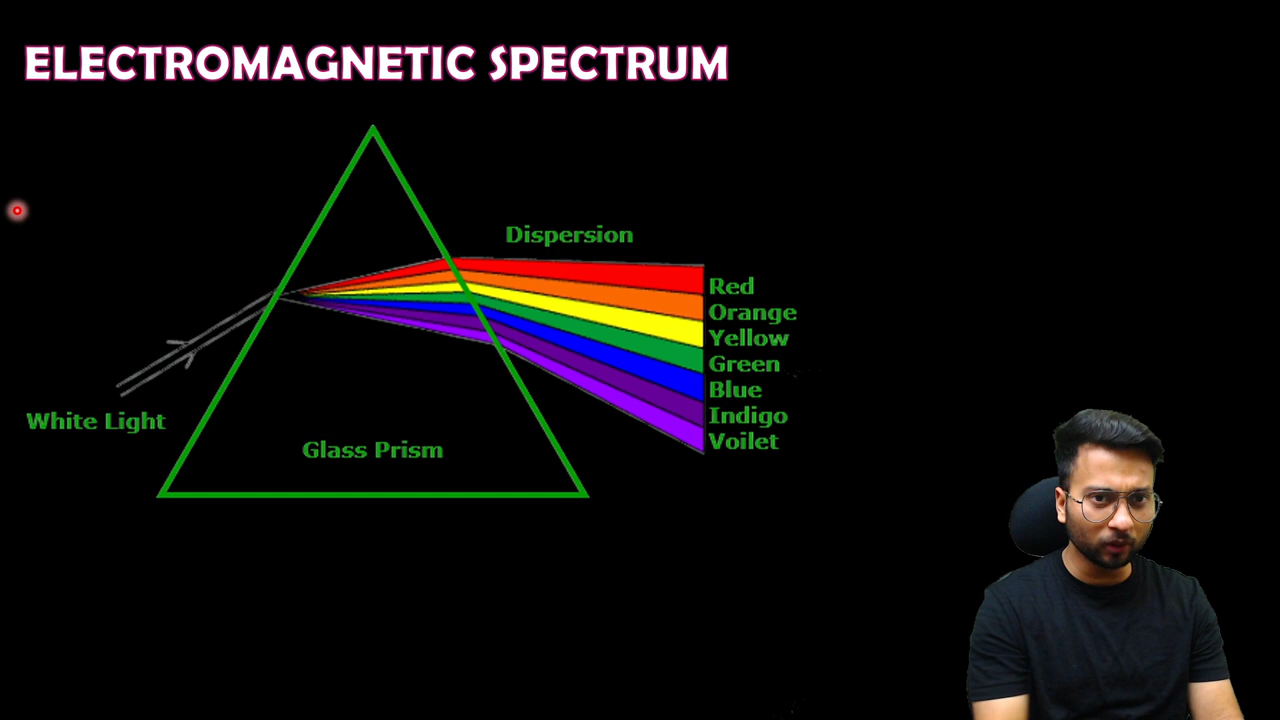 ELECTROMAGNETIC SPECTRUM
Dispersion
Red
Orange
Yellow
Green
Blue
Indigo
Voilet
White Light
Glass Prism